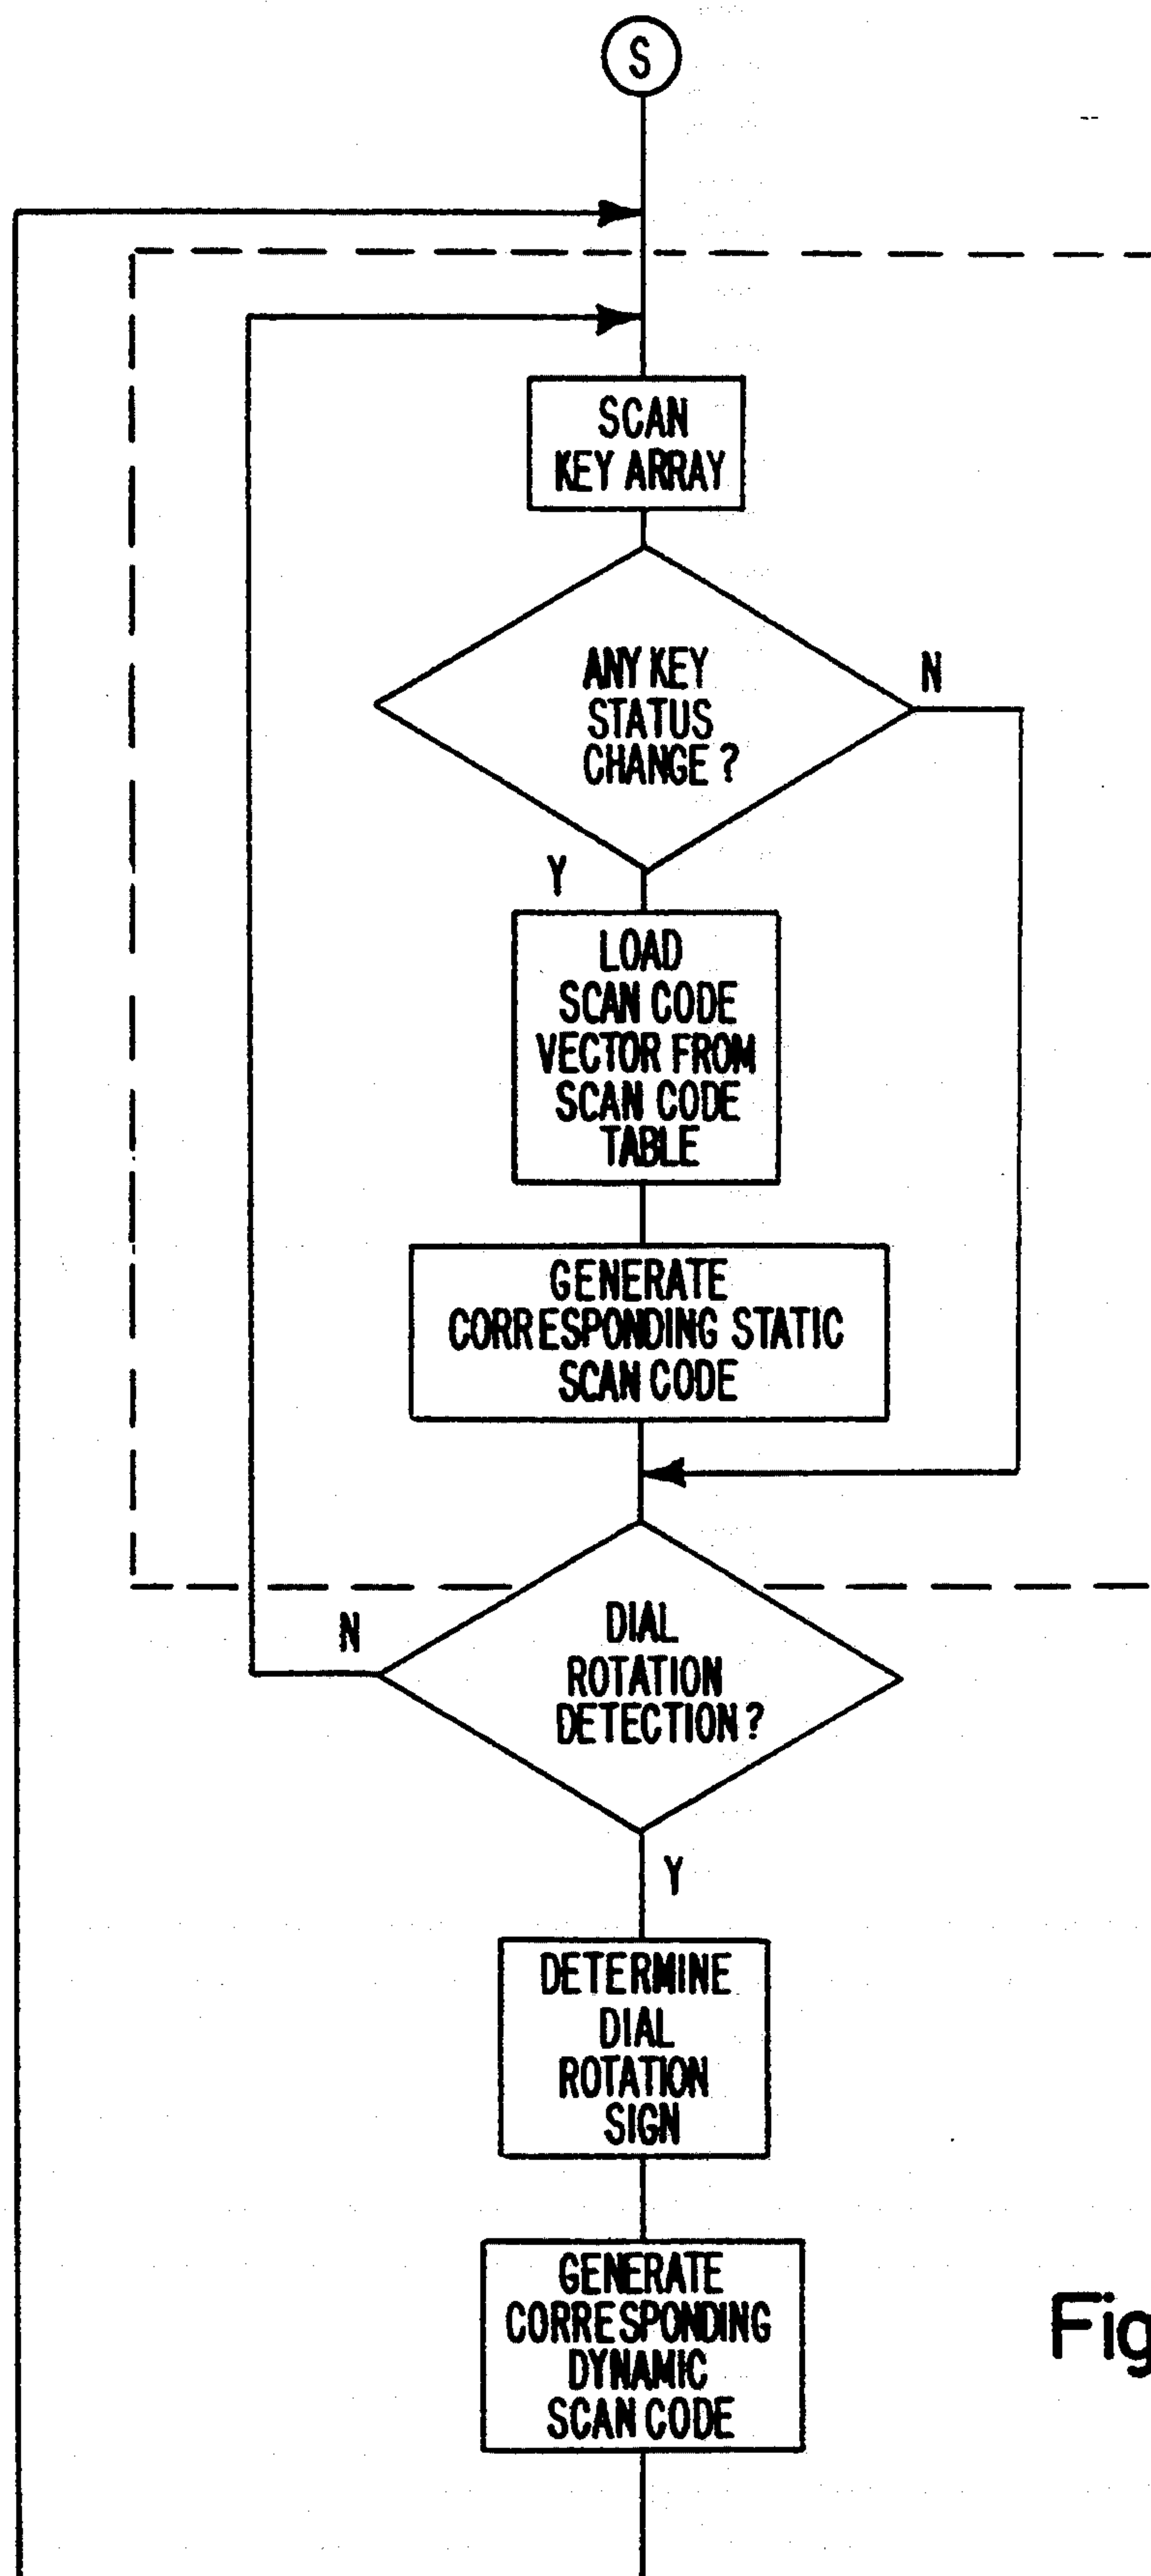 S
SCAN
KEY ARRAY
ANY KEY
STATUS
CHANGE ?
N
Y
LOAD
SCAN CODE
VECTOR FROM
SCAN CODE
TABLE
GENERATE
CORRESPONDING STATIC
SCAN CODE
DIAL
ROTATION
DETECTION ?
N
Y
DETERMINE
DIAL
ROTATION
SIGN
GENERATE
CORRESPONDING
DYNAMIC
SCAN CODE
Fig